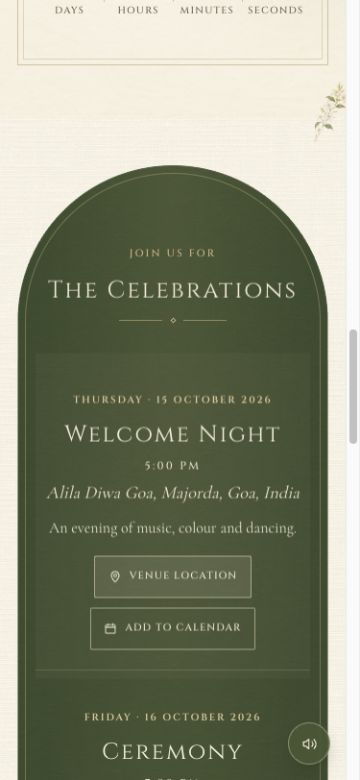 DAYS HOURS MINUTES SECONDS
JOIN US FOR
THE CELEBRATIONS
THURSDAY · 15 OCTOBER 2026
WELCOME NIGHT
5:00 PM
Alila Diwa Goa, Majorda, Goa, India
An evening of music, colour and dancing.
VENUE LOCATION
ADD TO CALENDAR
FRIDAY · 16 OCTOBER 2026
CEREMONY